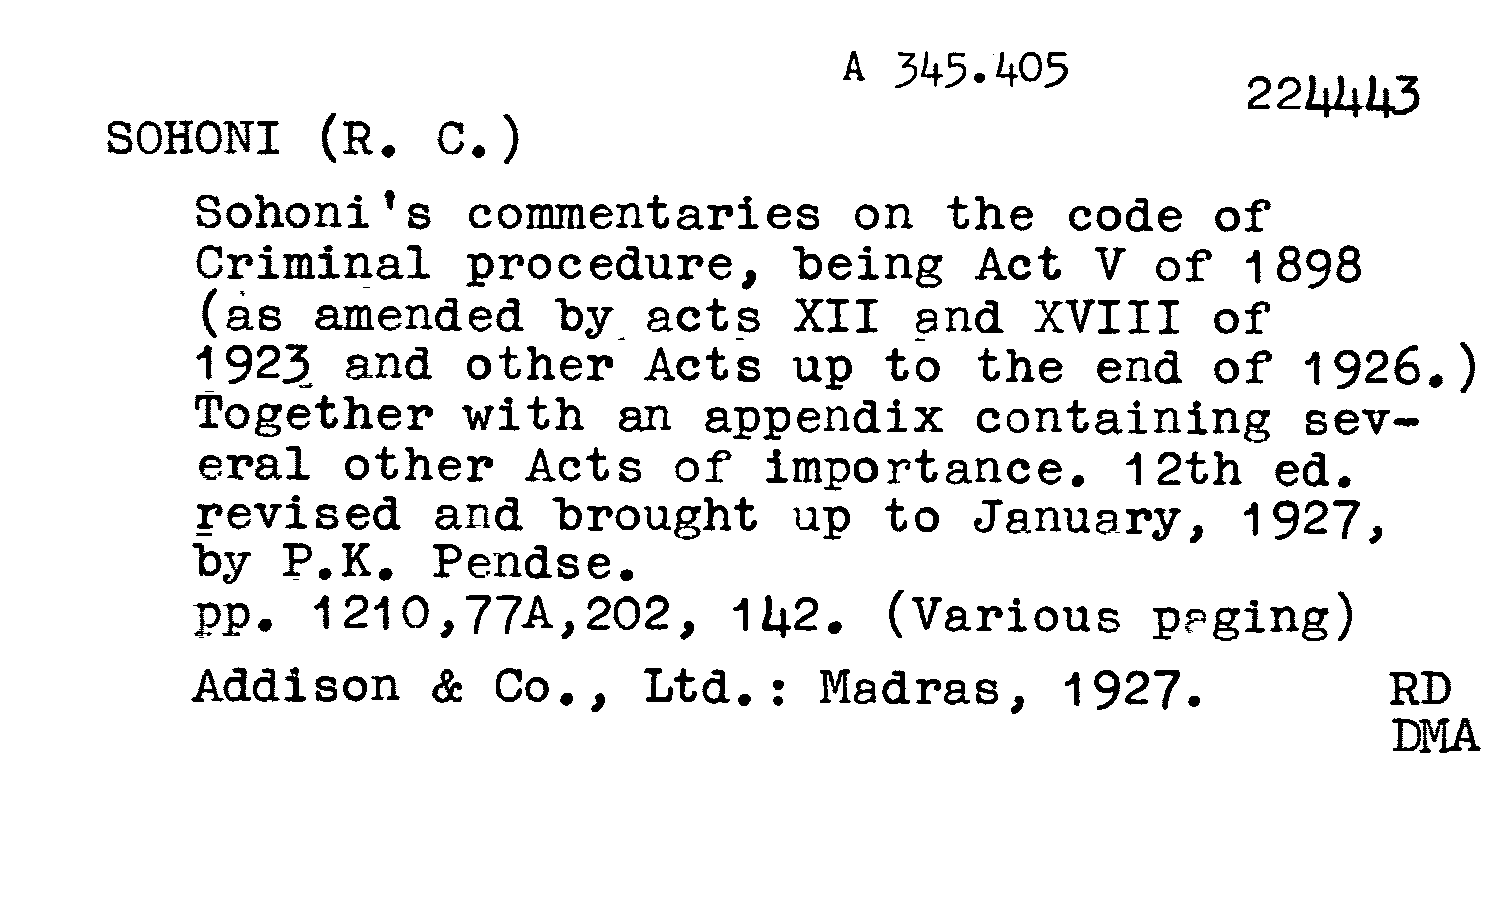 A 345.405
224443
SOHONI (R. C.)
Sohoni's commentaries on the code of
Criminal procedure, being Act V of 1898
(as amended by acts XII and XVIII of
1923 and other Acts up to the end of 1926.)
Together with an appendix containing sev-
eral other Acts of importance. 12th ed.
revised and brought up to January, 1927,
by P.K. Pendse.
pp. 1210,77A,202, 142. (Various paging)
Addison & Co., Ltd.: Madras, 1927.
RD
DMA